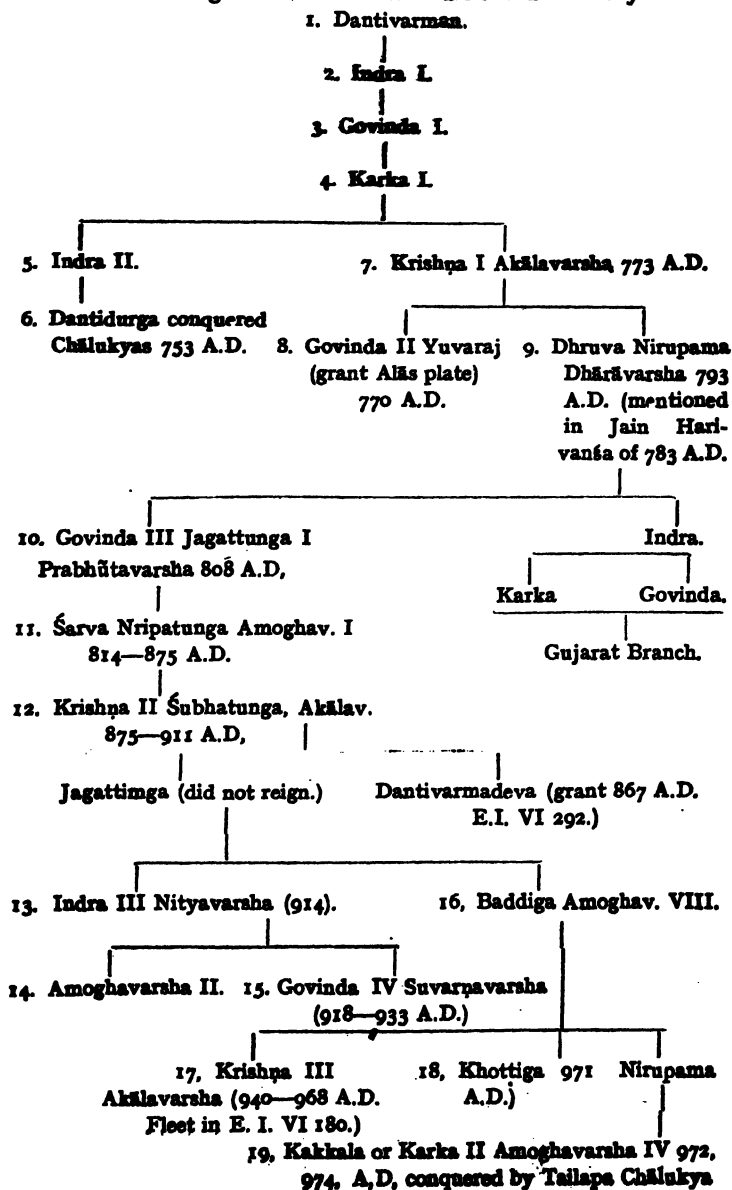 1. Dantivarman.
2. Indra I.
3. Govinda I.
4. Karka I.
5. Indra II.
7. Krishṇa I Akālavarsha 773 A.D.
6. Dantidurga conquered
Chālukyas 753 A.D.
8. Govinda II Yuvaraj
(grant Alās plate)
770 A.D.
9. Dhruva Nirupama
Dhārāvarsha 793
A.D. (mentioned
in Jain Hari-
vaṅśa of 783 A.D.
10. Govinda III Jagattunga I
Prabhūtavarsha 808 A.D,
Indra.
Karka
Govinda.
11. Śarva Nripatunga Amoghav. I
814—875 A.D.
Gujarat Branch.
12. Krishṇa II Śubhatunga, Akālav.
875—911 A.D,
Jagattimga (did not reign.)
Dantivarmadeva (grant 867 A.D.
E.I. VI 292.)
13. Indra III Nityavarsha (914).
16, Baddiga Amoghav. VIII.
14. Amoghavarsha II.
15. Govinda IV Suvarṇavarsha
(918—933 A.D.)
17, Krishṇa III
Akālavarsha (940—968 A.D.
Fleet in E. I. VI 180.)
18, Khottiga 971
A.D.)
Nirupama
19, Kakkala or Karka II Amoghavarsha IV 972,
974, A,D, conquered by Tailapa Chālukya